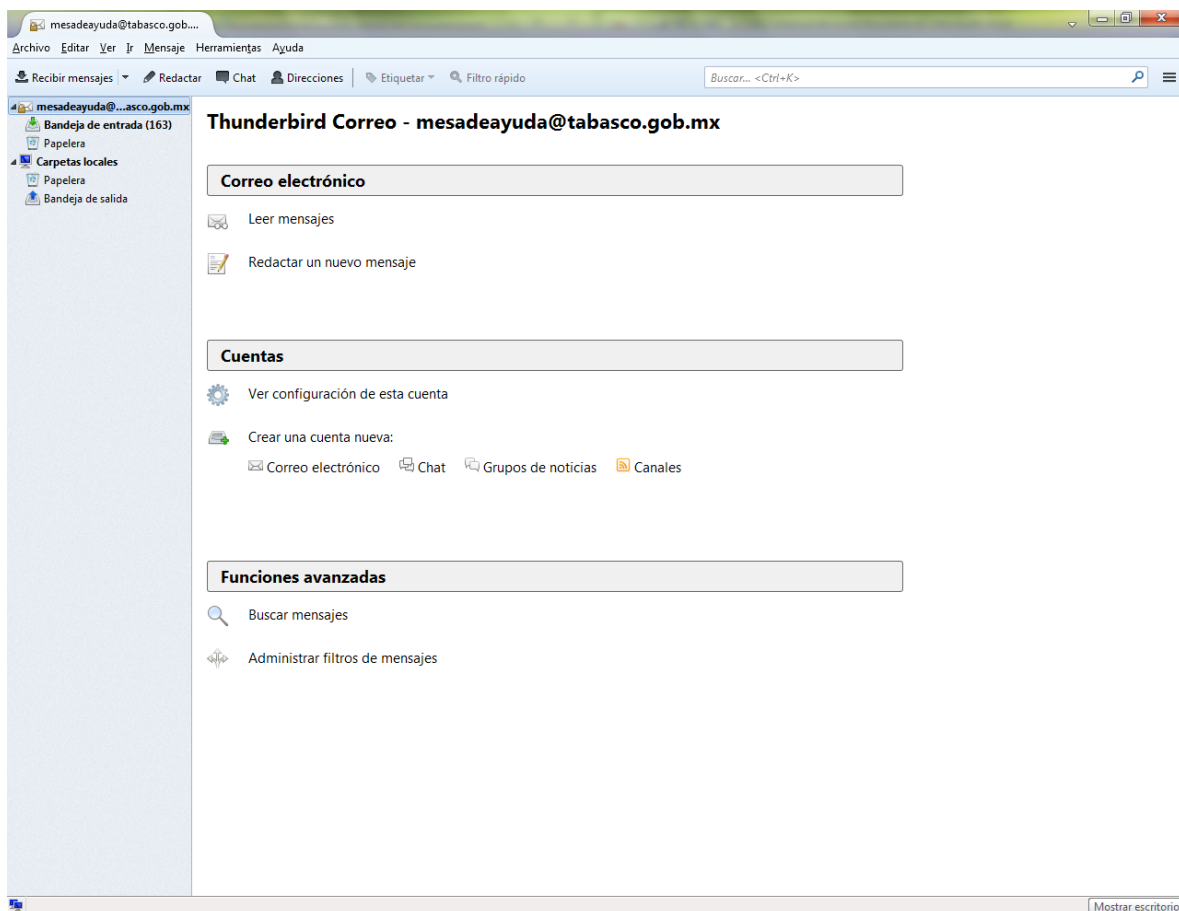 mesadeayuda@tabasco.gob....
Archivo Editar Ver Ir Mensaje Herramientas Ayuda
Recibir mensajes Redactar Chat Direcciones Etiquetar Filtro rápido Buscar... <Ctrl+K>
mesadeayuda@...asco.gob.mx
Bandeja de entrada (163)
Papelera
Carpetas locales
Papelera
Bandeja de salida
Thunderbird Correo - mesadeayuda@tabasco.gob.mx
Correo electrónico
Leer mensajes
Redactar un nuevo mensaje
Cuentas
Ver configuración de esta cuenta
Crear una cuenta nueva:
Correo electrónico Chat Grupos de noticias Canales
Funciones avanzadas
Buscar mensajes
Administrar filtros de mensajes
Mostrar escritorio